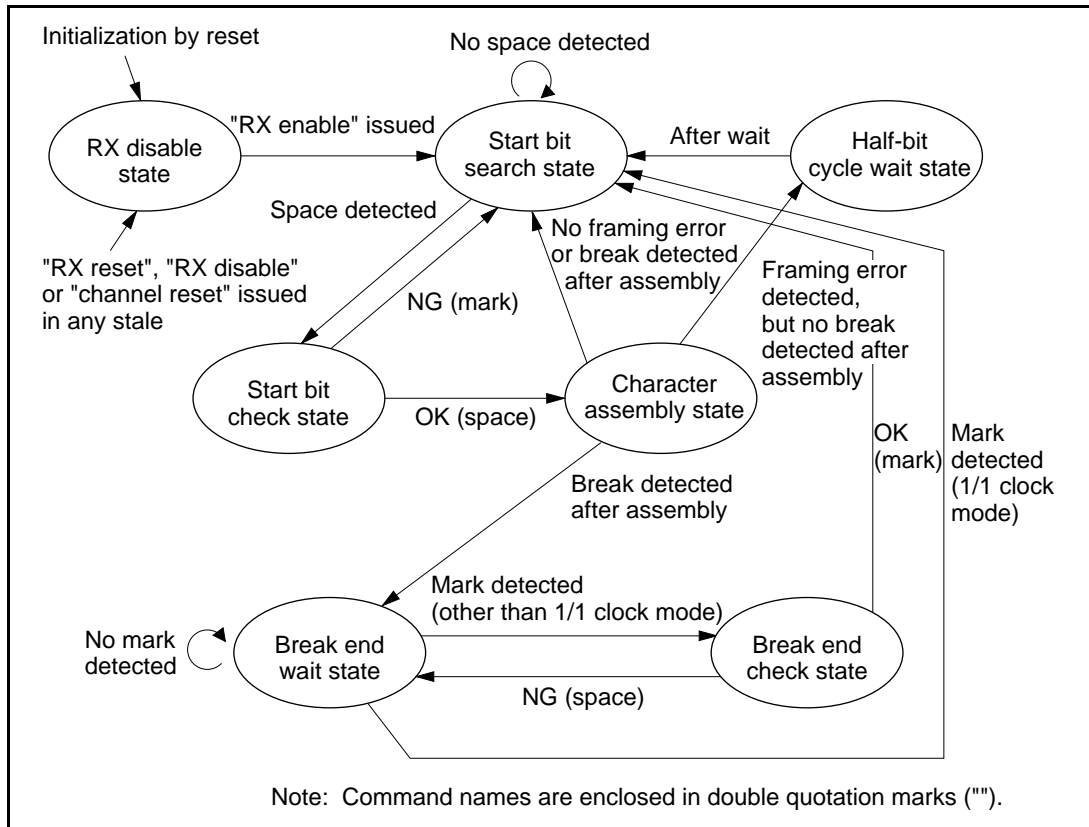 Initialization by reset
No space detected
"RX enable" issued
RX disable
state
Start bit
search state
After wait
Half-bit
cycle wait state
Space detected
No framing error
or break detected
after assembly
"RX reset", "RX disable"
or "channel reset" issued
in any stale
NG (mark)
Framing error
detected,
but no break
detected after
assembly
Start bit
check state
OK (space)
Character
assembly state
OK
(mark)
Mark
detected
(1/1 clock
mode)
Break detected
after assembly
Mark detected
(other than 1/1 clock mode)
No mark
detected
Break end
wait state
Break end
check state
NG (space)
Note: Command names are enclosed in double quotation marks ("").